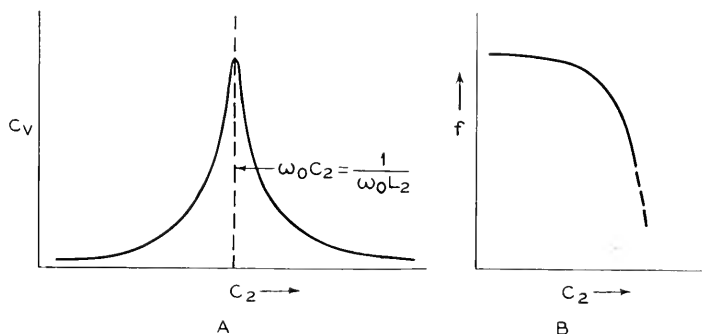 C_V
ω₀C₂ = 1/(ω₀L₂)
C₂ →
A
f
C₂ →
B